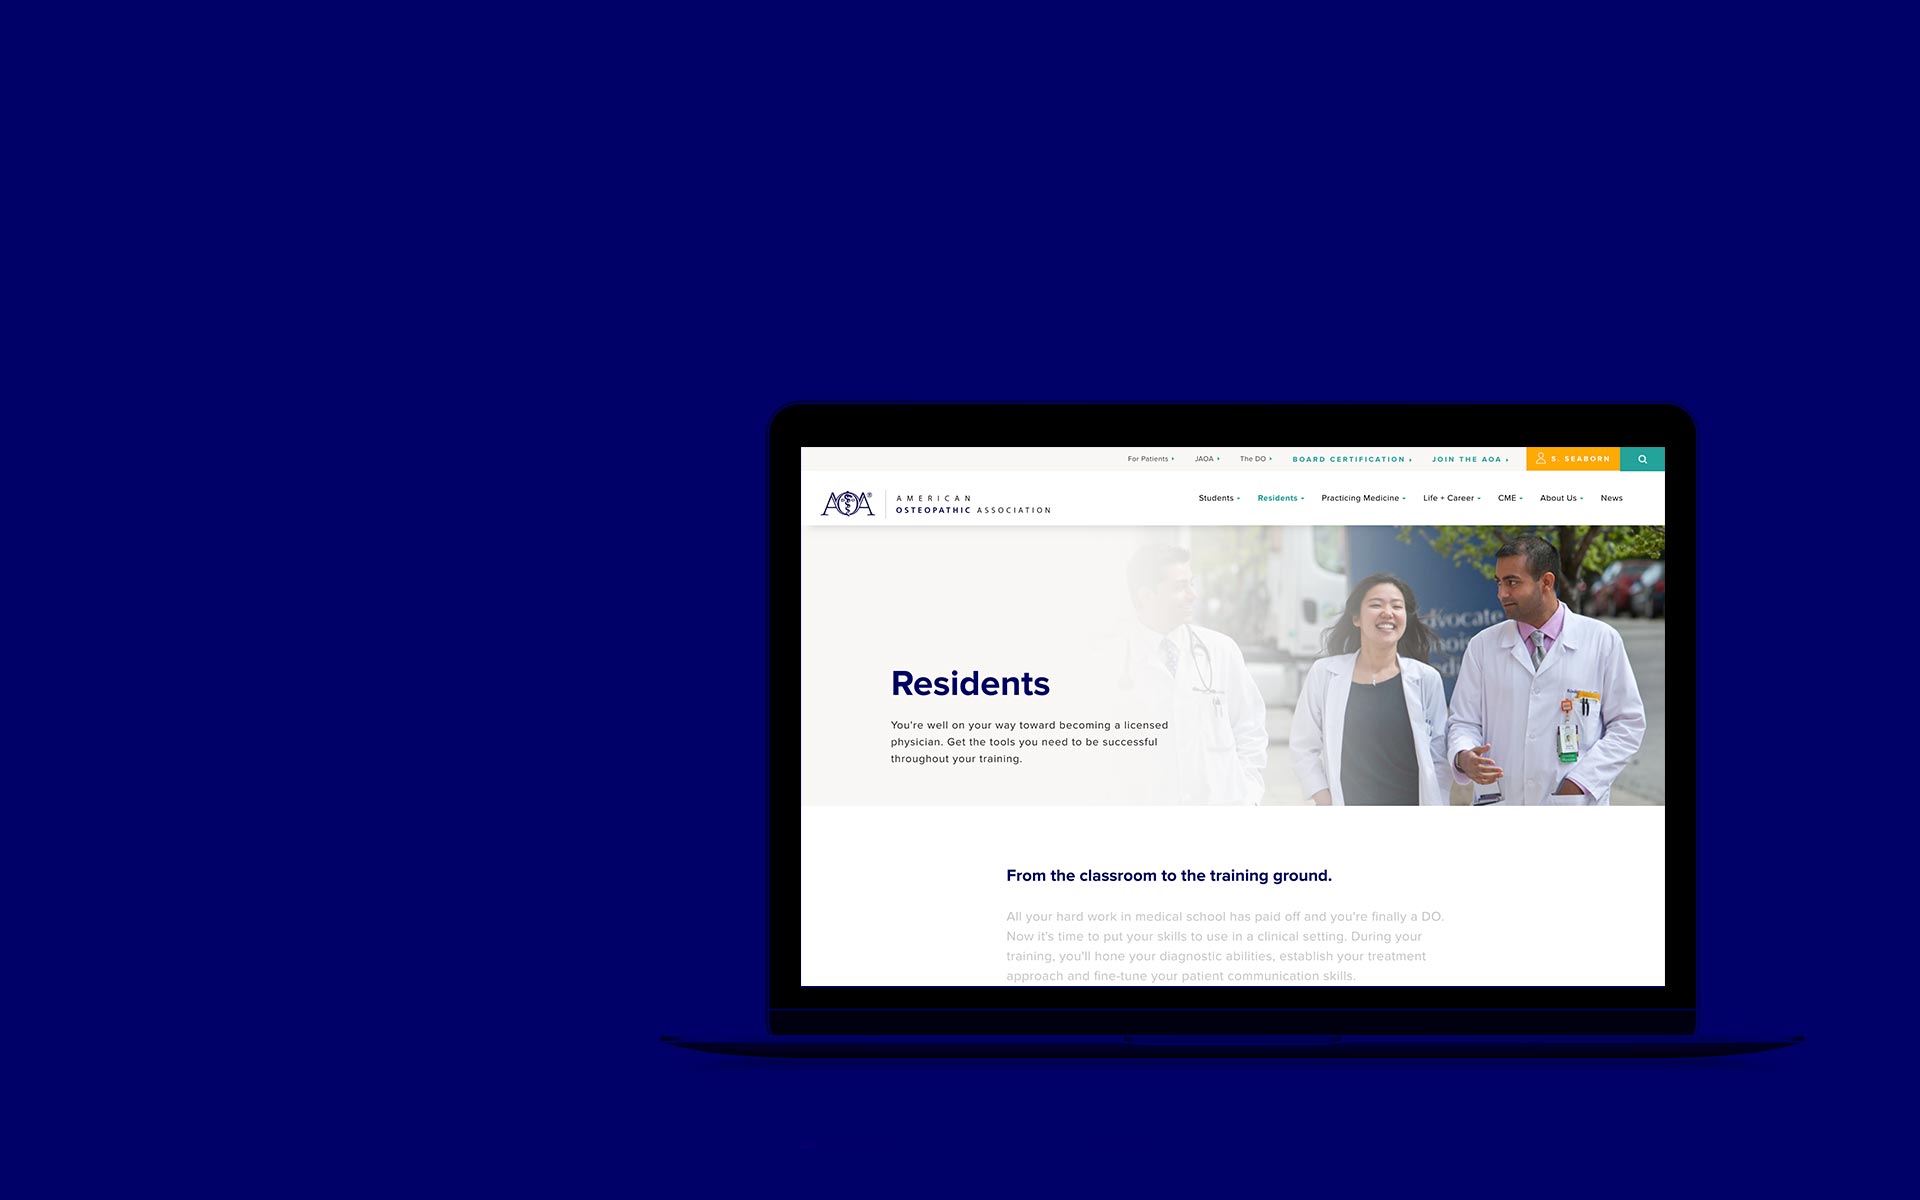 For Patients JAOA The DO BOARD CERTIFICATION JOIN THE AOA S. SEABORN
AOA® AMERICAN
OSTEOPATHIC ASSOCIATION
Students Residents Practicing Medicine Life + Career CME About Us News
dvocate
Residents
You're well on your way toward becoming a licensed
physician. Get the tools you need to be successful
throughout your training.
From the classroom to the training ground.
All your hard work in medical school has paid off and you're finally a DO.
Now it's time to put your skills to use in a clinical setting. During your
training, you'll hone your diagnostic abilities, establish your treatment
approach and fine-tune your patient communication skills.